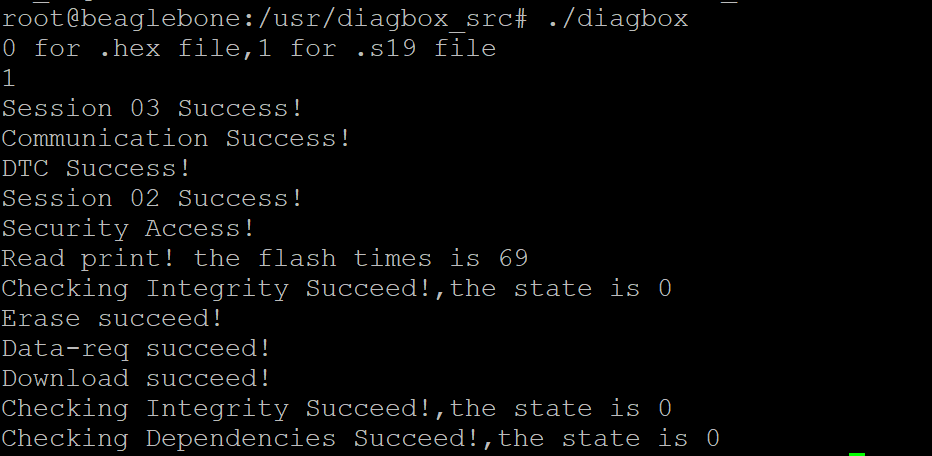 root@beaglebone:/usr/diagbox_src# ./diagbox
0 for .hex file,1 for .s19 file
1
Session 03 Success!
Communication Success!
DTC Success!
Session 02 Success!
Security Access!
Read print! the flash times is 69
Checking Integrity Succeed!,the state is 0
Erase succeed!
Data-req succeed!
Download succeed!
Checking Integrity Succeed!,the state is 0
Checking Dependencies Succeed!,the state is 0